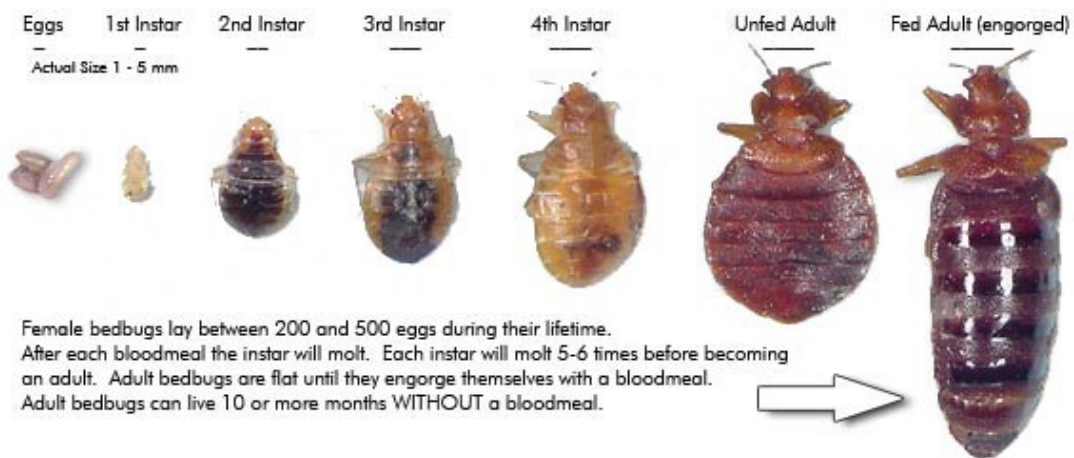 Eggs 1st Instar 2nd Instar 3rd Instar 4th Instar Unfed Adult Fed Adult (engorged)
Actual Size 1 - 5 mm
Female bedbugs lay between 200 and 500 eggs during their lifetime.
After each bloodmeal the instar will molt. Each instar will molt 5-6 times before becoming
an adult. Adult bedbugs are flat until they engorge themselves with a bloodmeal.
Adult bedbugs can live 10 or more months WITHOUT a bloodmeal.